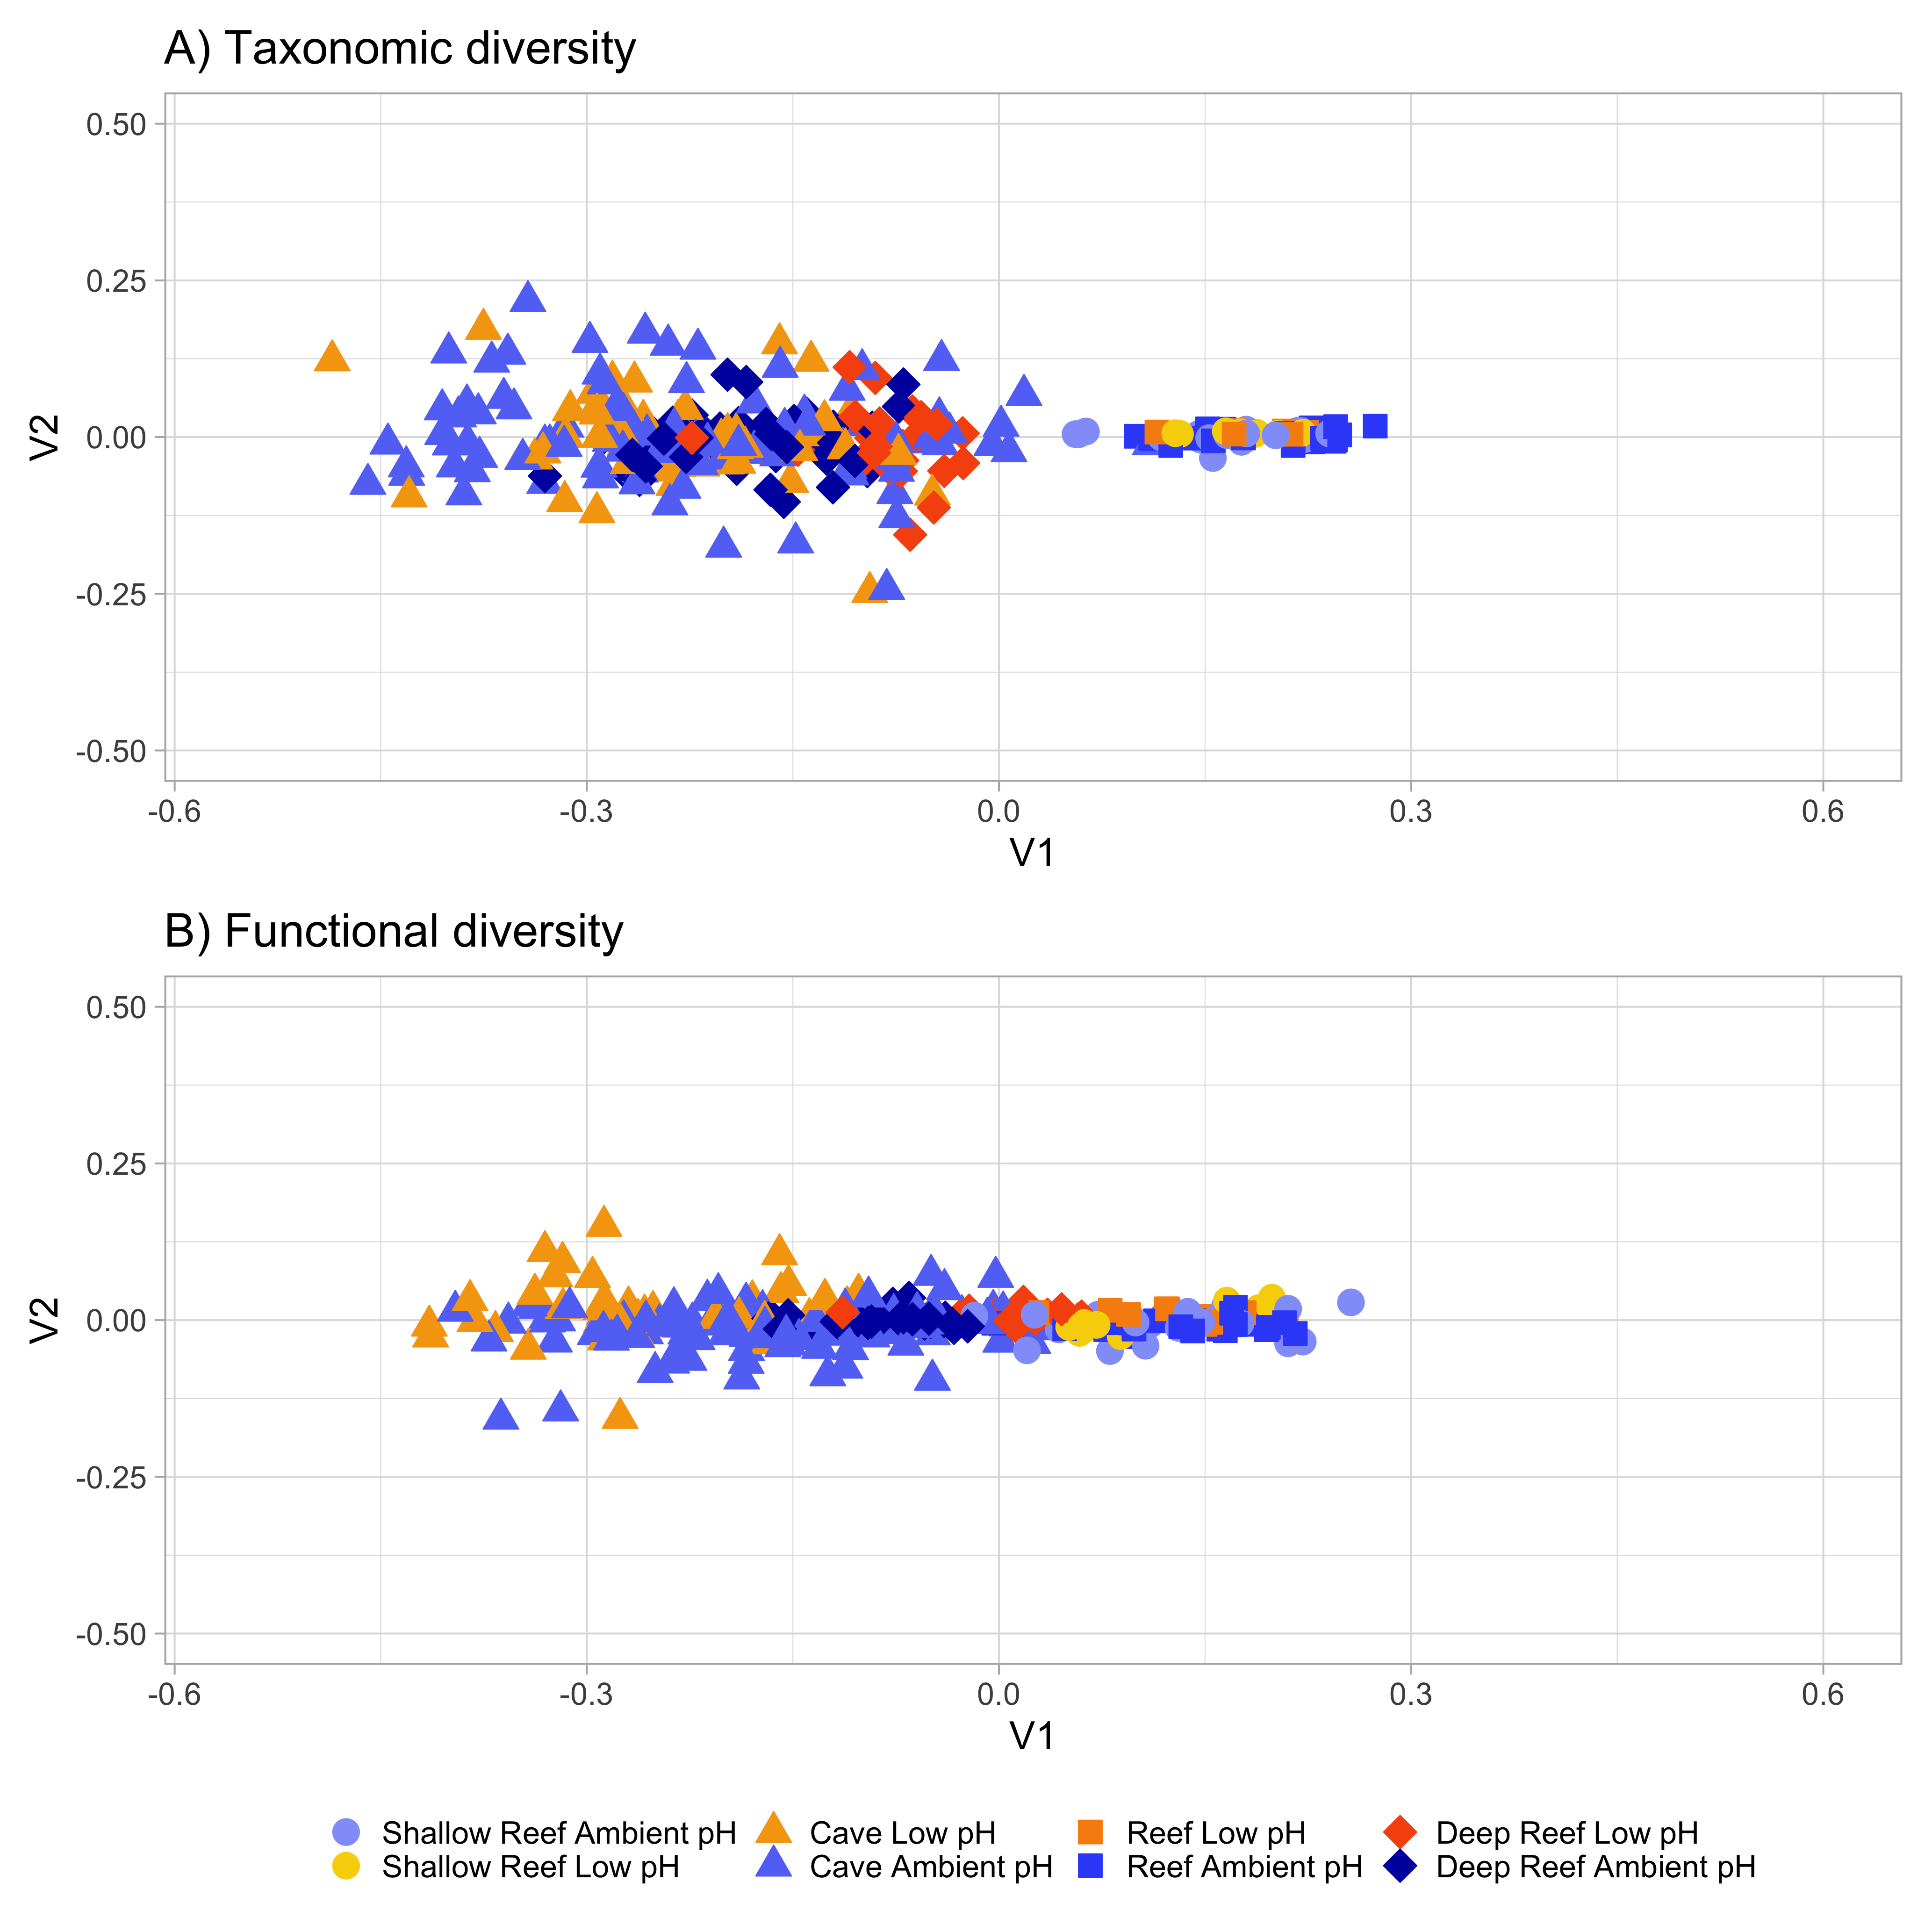 A) Taxonomic diversity
0.50
0.25
0.00
-0.25
-0.50
V2
-0.6 -0.3 0.0 0.3 0.6
V1
B) Functional diversity
0.50
0.25
0.00
-0.25
-0.50
V2
-0.6 -0.3 0.0 0.3 0.6
V1
Shallow Reef Ambient pH Cave Low pH Reef Low pH Deep Reef Low pH
Shallow Reef Low pH Cave Ambient pH Reef Ambient pH Deep Reef Ambient pH